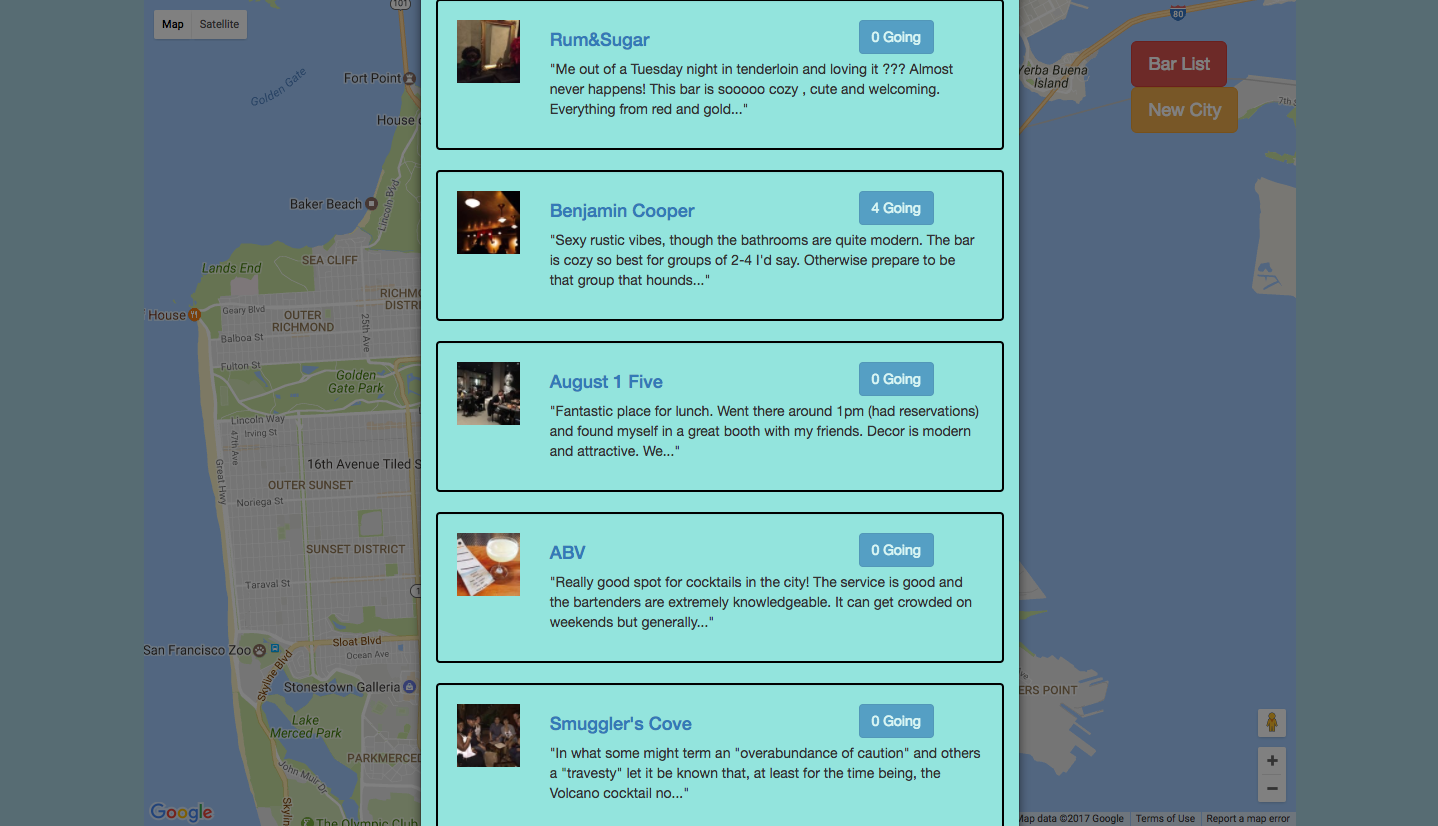 Map Satellite
101
Fort Point
Golden Gate
House
Lincoln Blvd
Baker Beach
SEA CLIFF
Lands End
RICHM
DISTRI
House
Geary Blvd
OUTER
RICHMOND
25th Ave
Balboa St
Fulton St
Golden
Gate Park
Lincoln Way
Irving St
47th Ave
Great Hwy
16th Avenue Tiled S
OUTER SUNSET
Noriega St
SUNSET DISTRICT
Taraval St
1
Sloat Blvd
Ocean Ave
San Francisco Zoo
Skyline Blvd
Stonestown Galleria
Lake
Merced Park
PARKMERCED
John Muir Dr
Skyli
Google
The Olympic Club
Rum&Sugar
0 Going
"Me out of a Tuesday night in tenderloin and loving it ??? Almost
never happens! This bar is sooooo cozy , cute and welcoming.
Everything from red and gold..."
Benjamin Cooper
4 Going
"Sexy rustic vibes, though the bathrooms are quite modern. The bar
is cozy so best for groups of 2-4 I'd say. Otherwise prepare to be
that group that hounds..."
August 1 Five
0 Going
"Fantastic place for lunch. Went there around 1pm (had reservations)
and found myself in a great booth with my friends. Decor is modern
and attractive. We..."
ABV
0 Going
"Really good spot for cocktails in the city! The service is good and
the bartenders are extremely knowledgeable. It can get crowded on
weekends but generally..."
Smuggler's Cove
0 Going
"In what some might term an "overabundance of caution" and others
a "travesty" let it be known that, at least for the time being, the
Volcano cocktail no..."
80
Yerba Buena
Island
Bar List
New City
7th S
ERS POINT
+
−
Map data ©2017 Google Terms of Use Report a map error